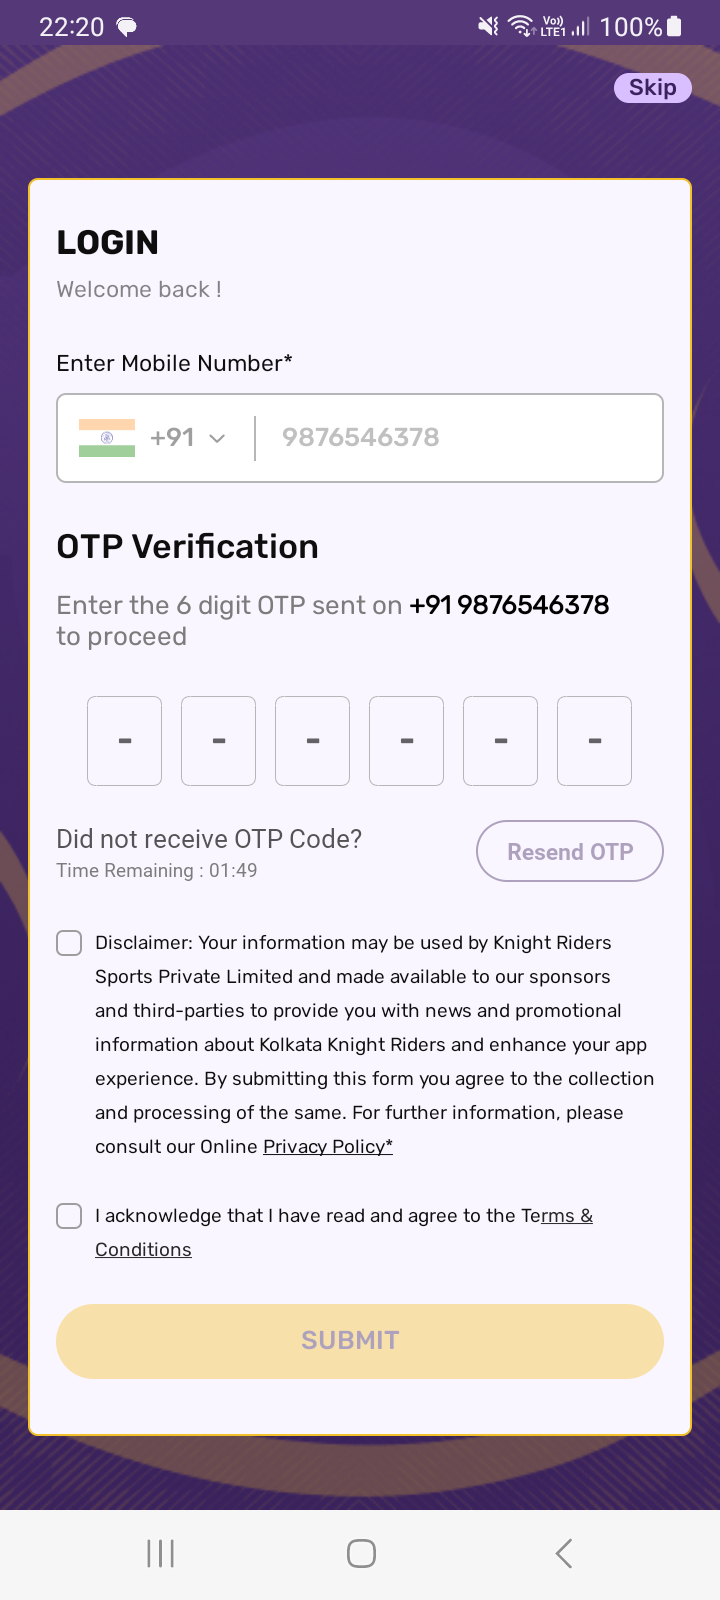 22:20
Vo))
LTE1
100%
Skip
LOGIN
Welcome back !
Enter Mobile Number*
+91
9876546378
OTP Verification
Enter the 6 digit OTP sent on +91 9876546378
to proceed
- - - - - -
Did not receive OTP Code?
Time Remaining : 01:49
Resend OTP
Disclaimer: Your information may be used by Knight Riders
Sports Private Limited and made available to our sponsors
and third-parties to provide you with news and promotional
information about Kolkata Knight Riders and enhance your app
experience. By submitting this form you agree to the collection
and processing of the same. For further information, please
consult our Online Privacy Policy*
I acknowledge that I have read and agree to the Terms &
Conditions
SUBMIT